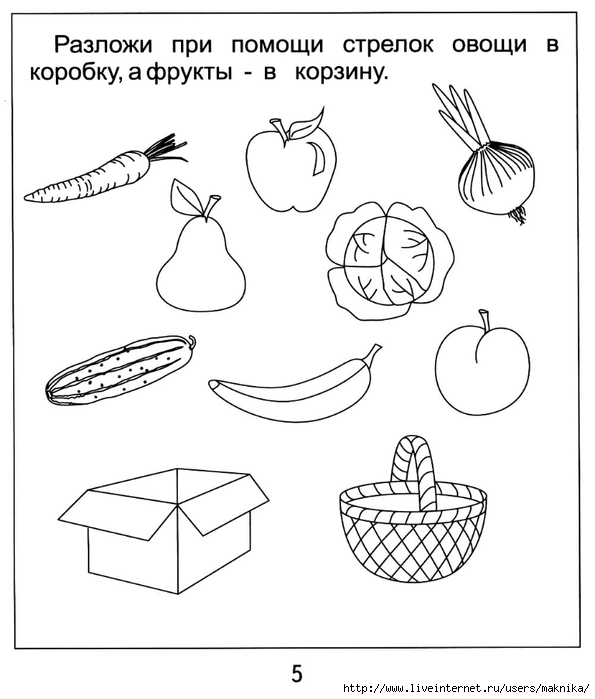 Разложи при помощи стрелок овощи в
коробку, а фрукты - в корзину.
5
http://www.liveinternet.ru/users/maknika/